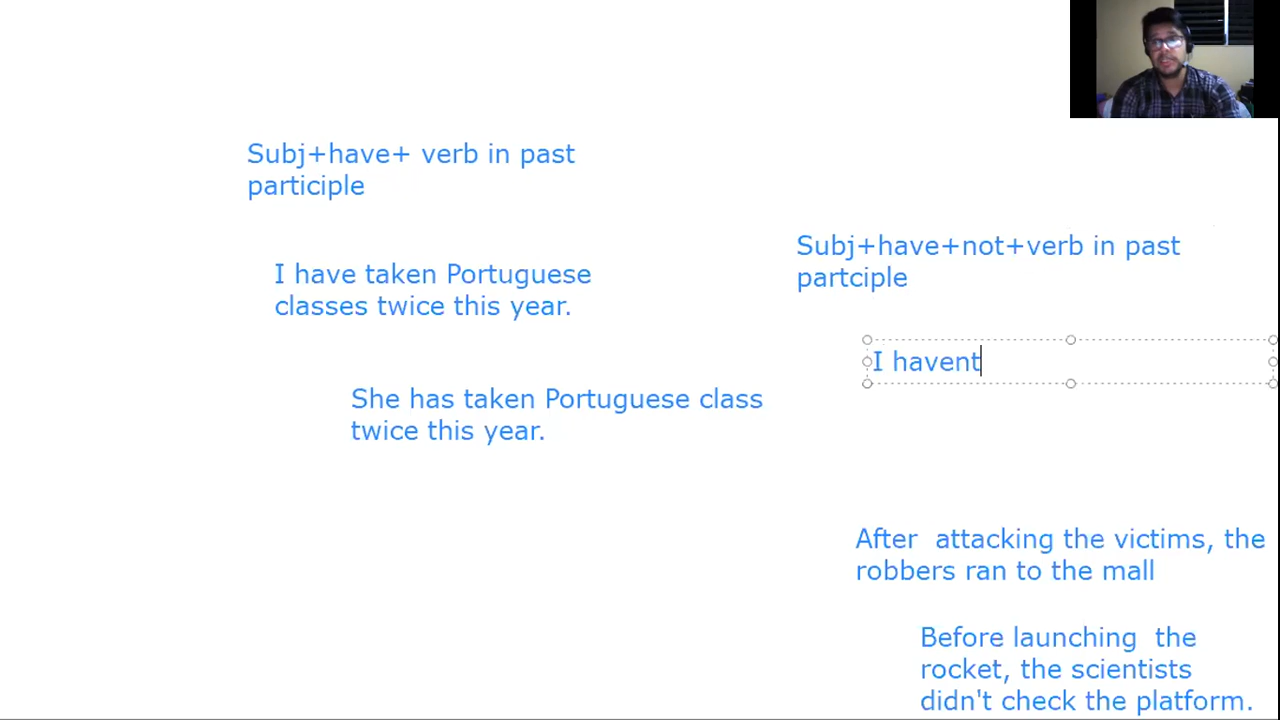 Subj+have+ verb in past
participle
I have taken Portuguese
classes twice this year.
She has taken Portuguese class
twice this year.
Subj+have+not+verb in past
partciple
I havent
After  attacking the victims, the
robbers ran to the mall
Before launching  the
rocket, the scientists
didn't check the platform.